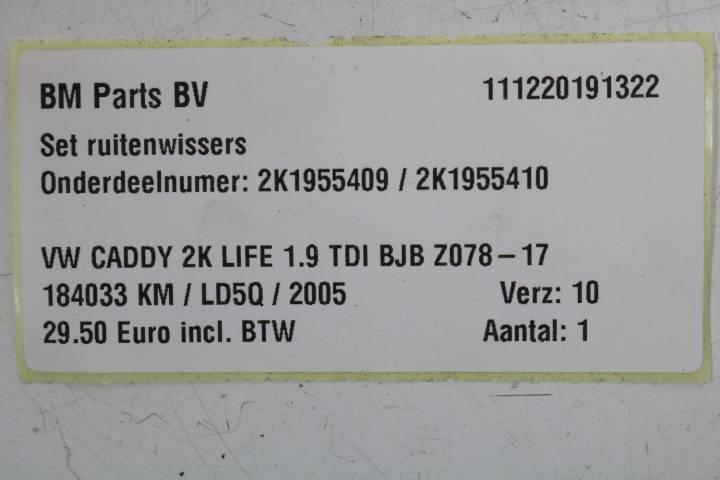 BM Parts BV 111220191322
Set ruitenwissers
Onderdeelnumer: 2K1955409 / 2K1955410
VW CADDY 2K LIFE 1.9 TDI BJB Z078-17
184033 KM / LD5Q / 2005 Verz: 10
29.50 Euro incl. BTW Aantal: 1